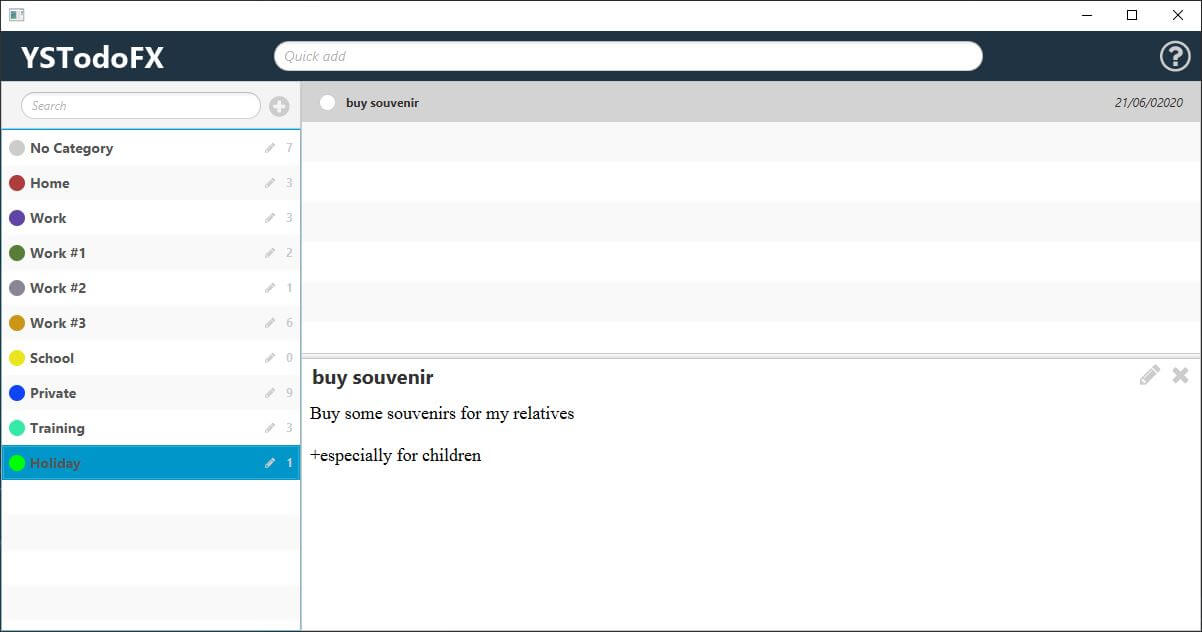 YSTodoFX
Quick add
Search
buy souvenir 21/06/02020
No Category 7
Home 3
Work 3
Work #1 2
Work #2 1
Work #3 6
School 0
Private 9
Training 3
Holiday 1
buy souvenir
Buy some souvenirs for my relatives
+especially for children